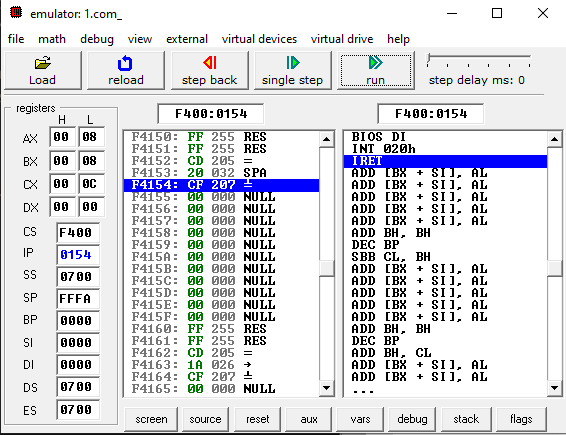 emulator: 1.com_
file math debug view external virtual devices virtual drive help
Load reload step back single step run step delay ms: 0
registers
H L
AX 00 08
BX 00 08
CX 00 0C
DX 00 00
CS F400
IP 0154
SS 0700
SP FFFA
BP 0000
SI 0000
DI 0000
DS 0700
ES 0700
F400:0154
F4150: FF 255 RES
F4151: FF 255 RES
F4152: CD 205 =
F4153: 20 032 SPA
F4154: CF 207 ╧
F4155: 00 000 NULL
F4156: 00 000 NULL
F4157: 00 000 NULL
F4158: 00 000 NULL
F4159: 00 000 NULL
F415A: 00 000 NULL
F415B: 00 000 NULL
F415C: 00 000 NULL
F415D: 00 000 NULL
F415E: 00 000 NULL
F415F: 00 000 NULL
F4160: FF 255 RES
F4161: FF 255 RES
F4162: CD 205 =
F4163: 1A 026 →
F4164: CF 207 ╧
F4165: 00 000 NULL
F400:0154
BIOS DI
INT 020h
IRET
ADD [BX + SI], AL
ADD [BX + SI], AL
ADD [BX + SI], AL
ADD [BX + SI], AL
ADD [BX + SI], AL
ADD BH, BH
DEC BP
SBB CL, BH
ADD [BX + SI], AL
ADD [BX + SI], AL
ADD [BX + SI], AL
ADD [BX + SI], AL
ADD [BX + SI], AL
ADD BH, BH
DEC BP
ADD BH, CL
ADD [BX + SI], AL
ADD [BX + SI], AL
...
screen source reset aux vars debug stack flags